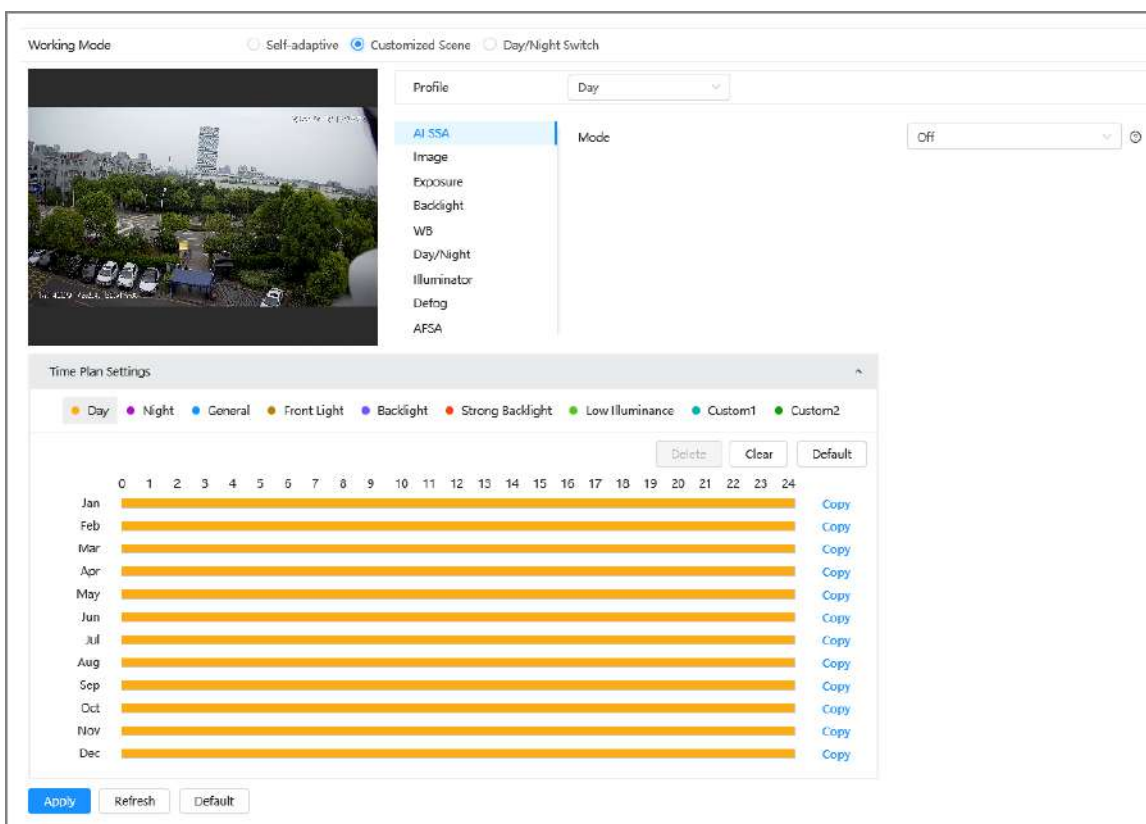 Working Mode Self-adaptive Customized Scene Day/Night Switch
Profile Day
AI SSA Mode Off
Image
Exposure
Backlight
WB
Day/Night
Illuminator
Defog
AFSA
Time Plan Settings
Day Night General Front Light Backlight Strong Backlight Low Illuminance Custom1 Custom2
Delete Clear Default
0 1 2 3 4 5 6 7 8 9 10 11 12 13 14 15 16 17 18 19 20 21 22 23 24
Jan Copy
Feb Copy
Mar Copy
Apr Copy
May Copy
Jun Copy
Jul Copy
Aug Copy
Sep Copy
Oct Copy
Nov Copy
Dec Copy
Apply Refresh Default